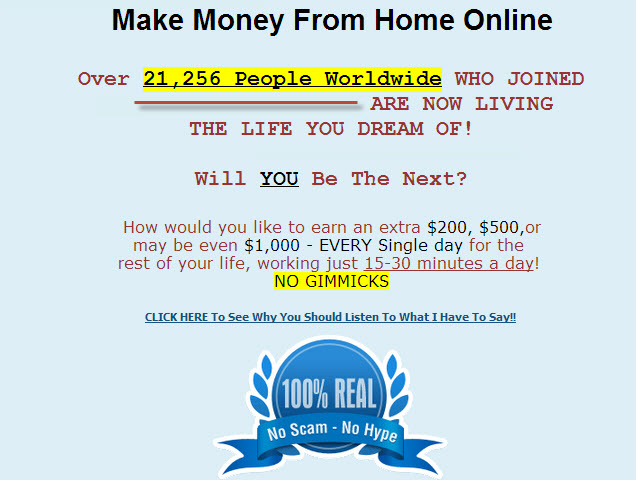 Make Money From Home Online
Over 21,256 People Worldwide WHO JOINED
ARE NOW LIVING
THE LIFE YOU DREAM OF!
Will YOU Be The Next?
How would you like to earn an extra $200, $500,or
may be even $1,000 - EVERY Single day for the
rest of your life, working just 15-30 minutes a day!
NO GIMMICKS
CLICK HERE To See Why You Should Listen To What I Have To Say!!
100% REAL
No Scam - No Hype